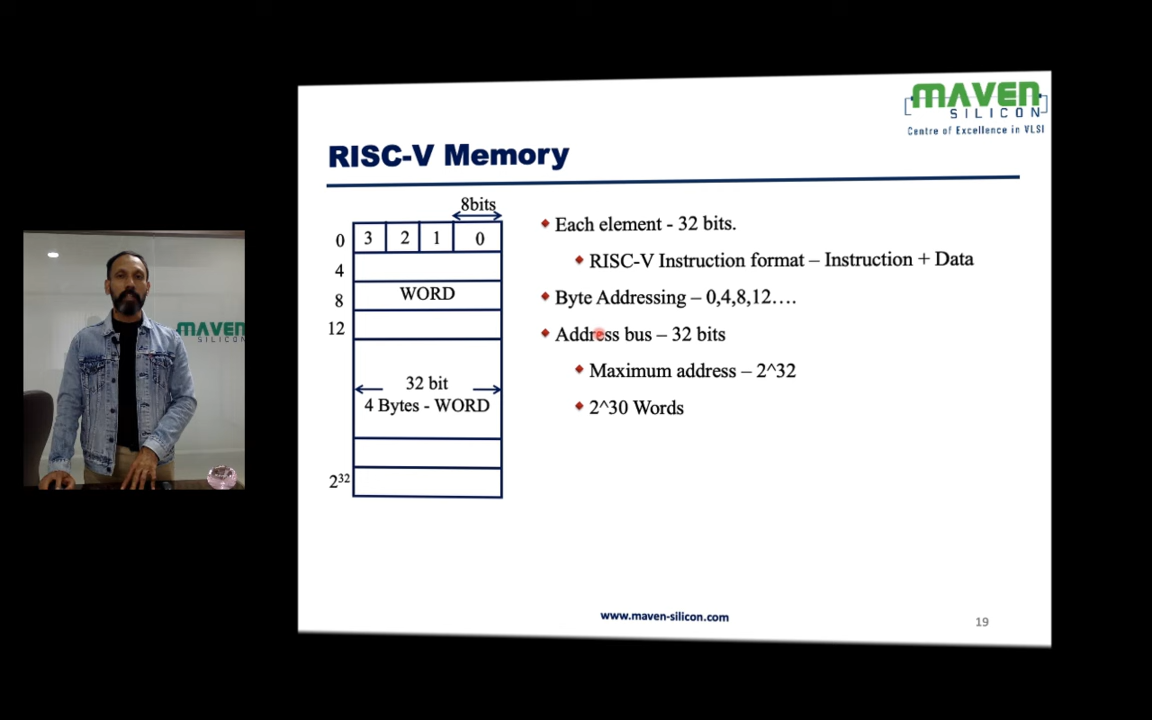 MAVEN
SILICON
Centre of Excellence in VLSI
RISC-V Memory
8bits
0 3 2 1 0
4
8 WORD
12
32 bit
4 Bytes - WORD
2³²
Each element - 32 bits.
RISC-V Instruction format – Instruction + Data
Byte Addressing – 0,4,8,12….
Address bus – 32 bits
Maximum address – 2^32
2^30 Words
MAVEN
SILICON
www.maven-silicon.com
19